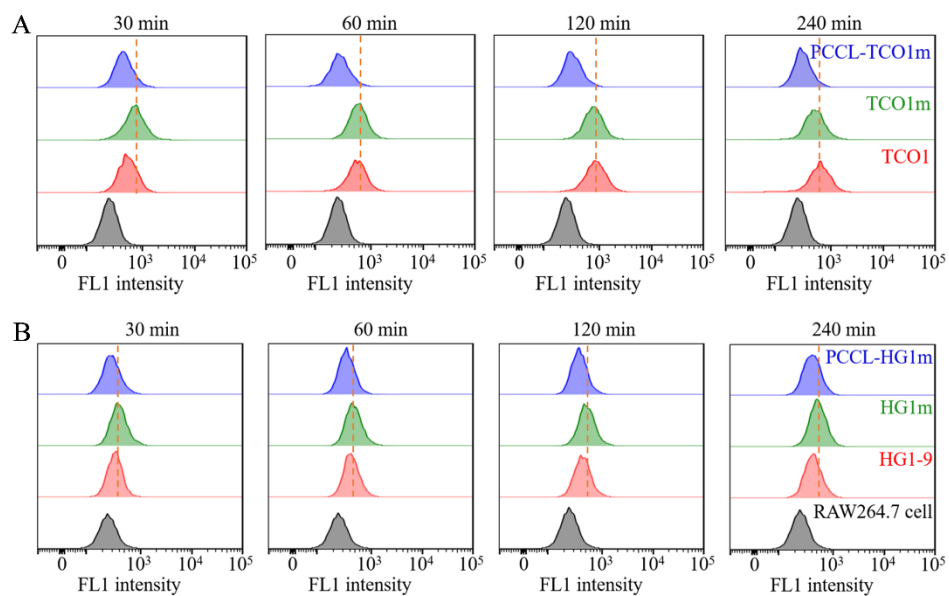 A
30 min
60 min
120 min
240 min
PCCL-TCO1m
TCO1m
TCO1
0 10³ 10⁴ 10⁵
0 10³ 10⁴ 10⁵
0 10³ 10⁴ 10⁵
0 10³ 10⁴ 10⁵
FL1 intensity
FL1 intensity
FL1 intensity
FL1 intensity
B
30 min
60 min
120 min
240 min
PCCL-HG1m
HG1m
HG1-9
RAW264.7 cell
0 10³ 10⁴ 10⁵
0 10³ 10⁴ 10⁵
0 10³ 10⁴ 10⁵
0 10³ 10⁴ 10⁵
FL1 intensity
FL1 intensity
FL1 intensity
FL1 intensity